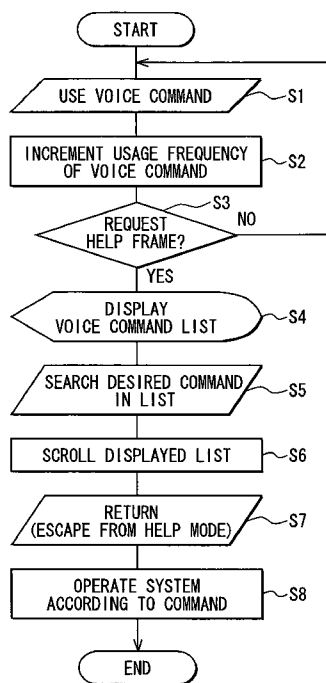 START
USE VOICE COMMAND
S1
INCREMENT USAGE FREQUENCY
OF VOICE COMMAND
S2
S3
REQUEST
HELP FRAME?
NO
YES
DISPLAY
VOICE COMMAND LIST
S4
SEARCH DESIRED COMMAND
IN LIST
S5
SCROLL DISPLAYED LIST
S6
RETURN
(ESCAPE FROM HELP MODE)
S7
OPERATE SYSTEM
ACCORDING TO COMMAND
S8
END